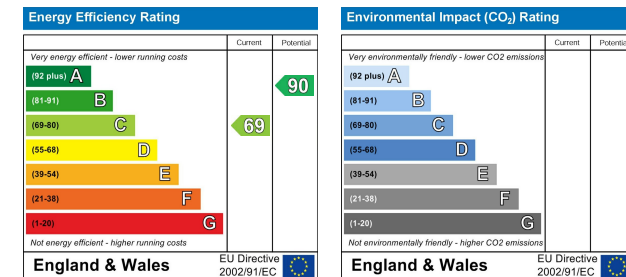 Energy Efficiency Rating
Current Potential
Very energy efficient - lower running costs
(92 plus) A
(81-91) B
(69-80) C
(55-68) D
(39-54) E
(21-38) F
(1-20) G
90
69
Not energy efficient - higher running costs
England & Wales
EU Directive
2002/91/EC
Environmental Impact (CO₂) Rating
Current Potential
Very environmentally friendly - lower CO2 emissions
(92 plus) A
(81-91) B
(69-80) C
(55-68) D
(39-54) E
(21-38) F
(1-20) G
Not environmentally friendly - higher CO2 emissions
England & Wales
EU Directive
2002/91/EC